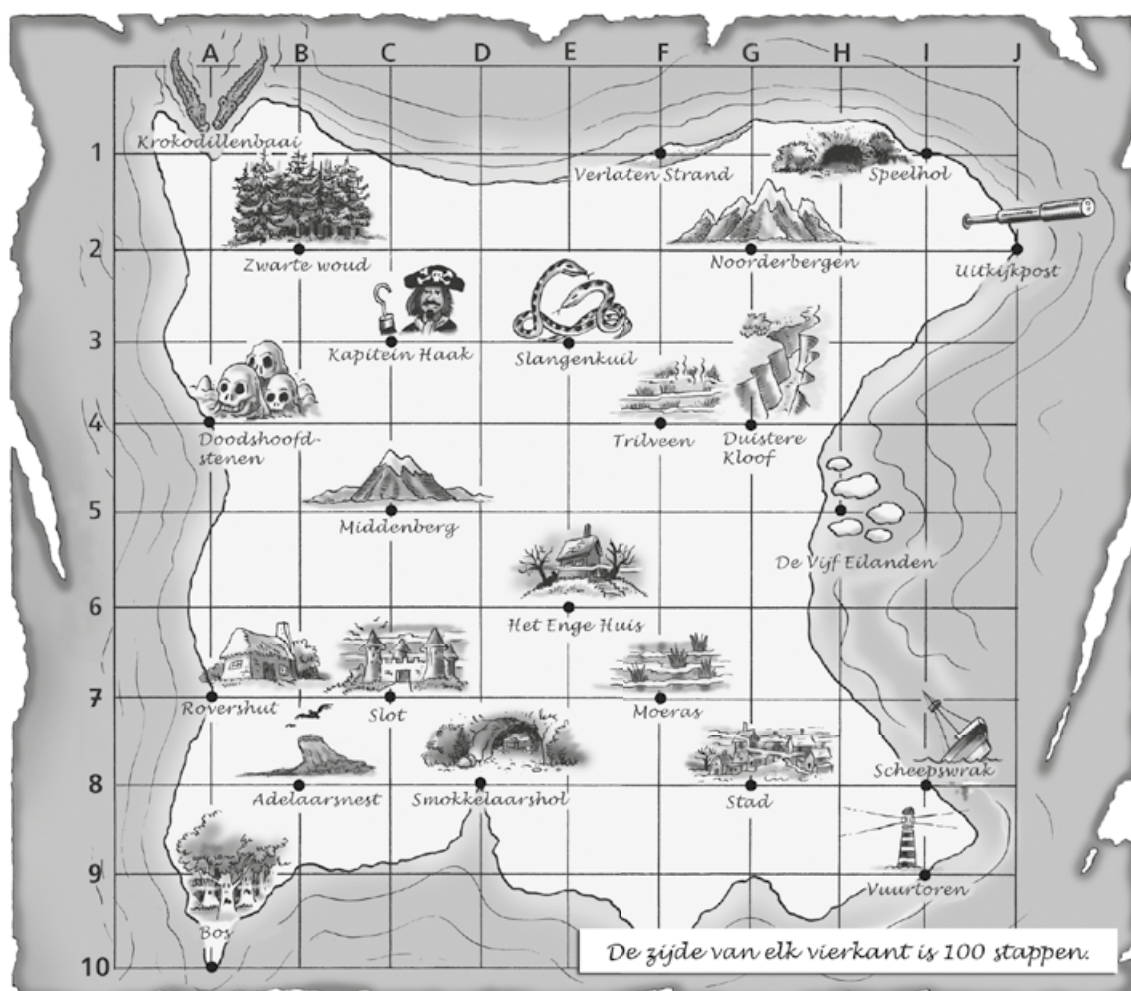 A B C D E F G H I J
Krokodillenbaai
1
Verlaten Strand
Speelhol
2
Zwarte woud
Noorderbergen
Uitkijkpost
3
Kapitein Haak
Slangenkuil
4
Doodshoofd-
stenen
Trilveen
Duistere
Kloof
5
Middenberg
De Vijf Eilanden
6
Het Enge Huis
7
Rovershut
Slot
Moeras
8
Adelaarsnest
Smokkelaarshol
Stad
Scheepswrak
9
Vuurtoren
Bos
10
De zijde van elk vierkant is 100 stappen.